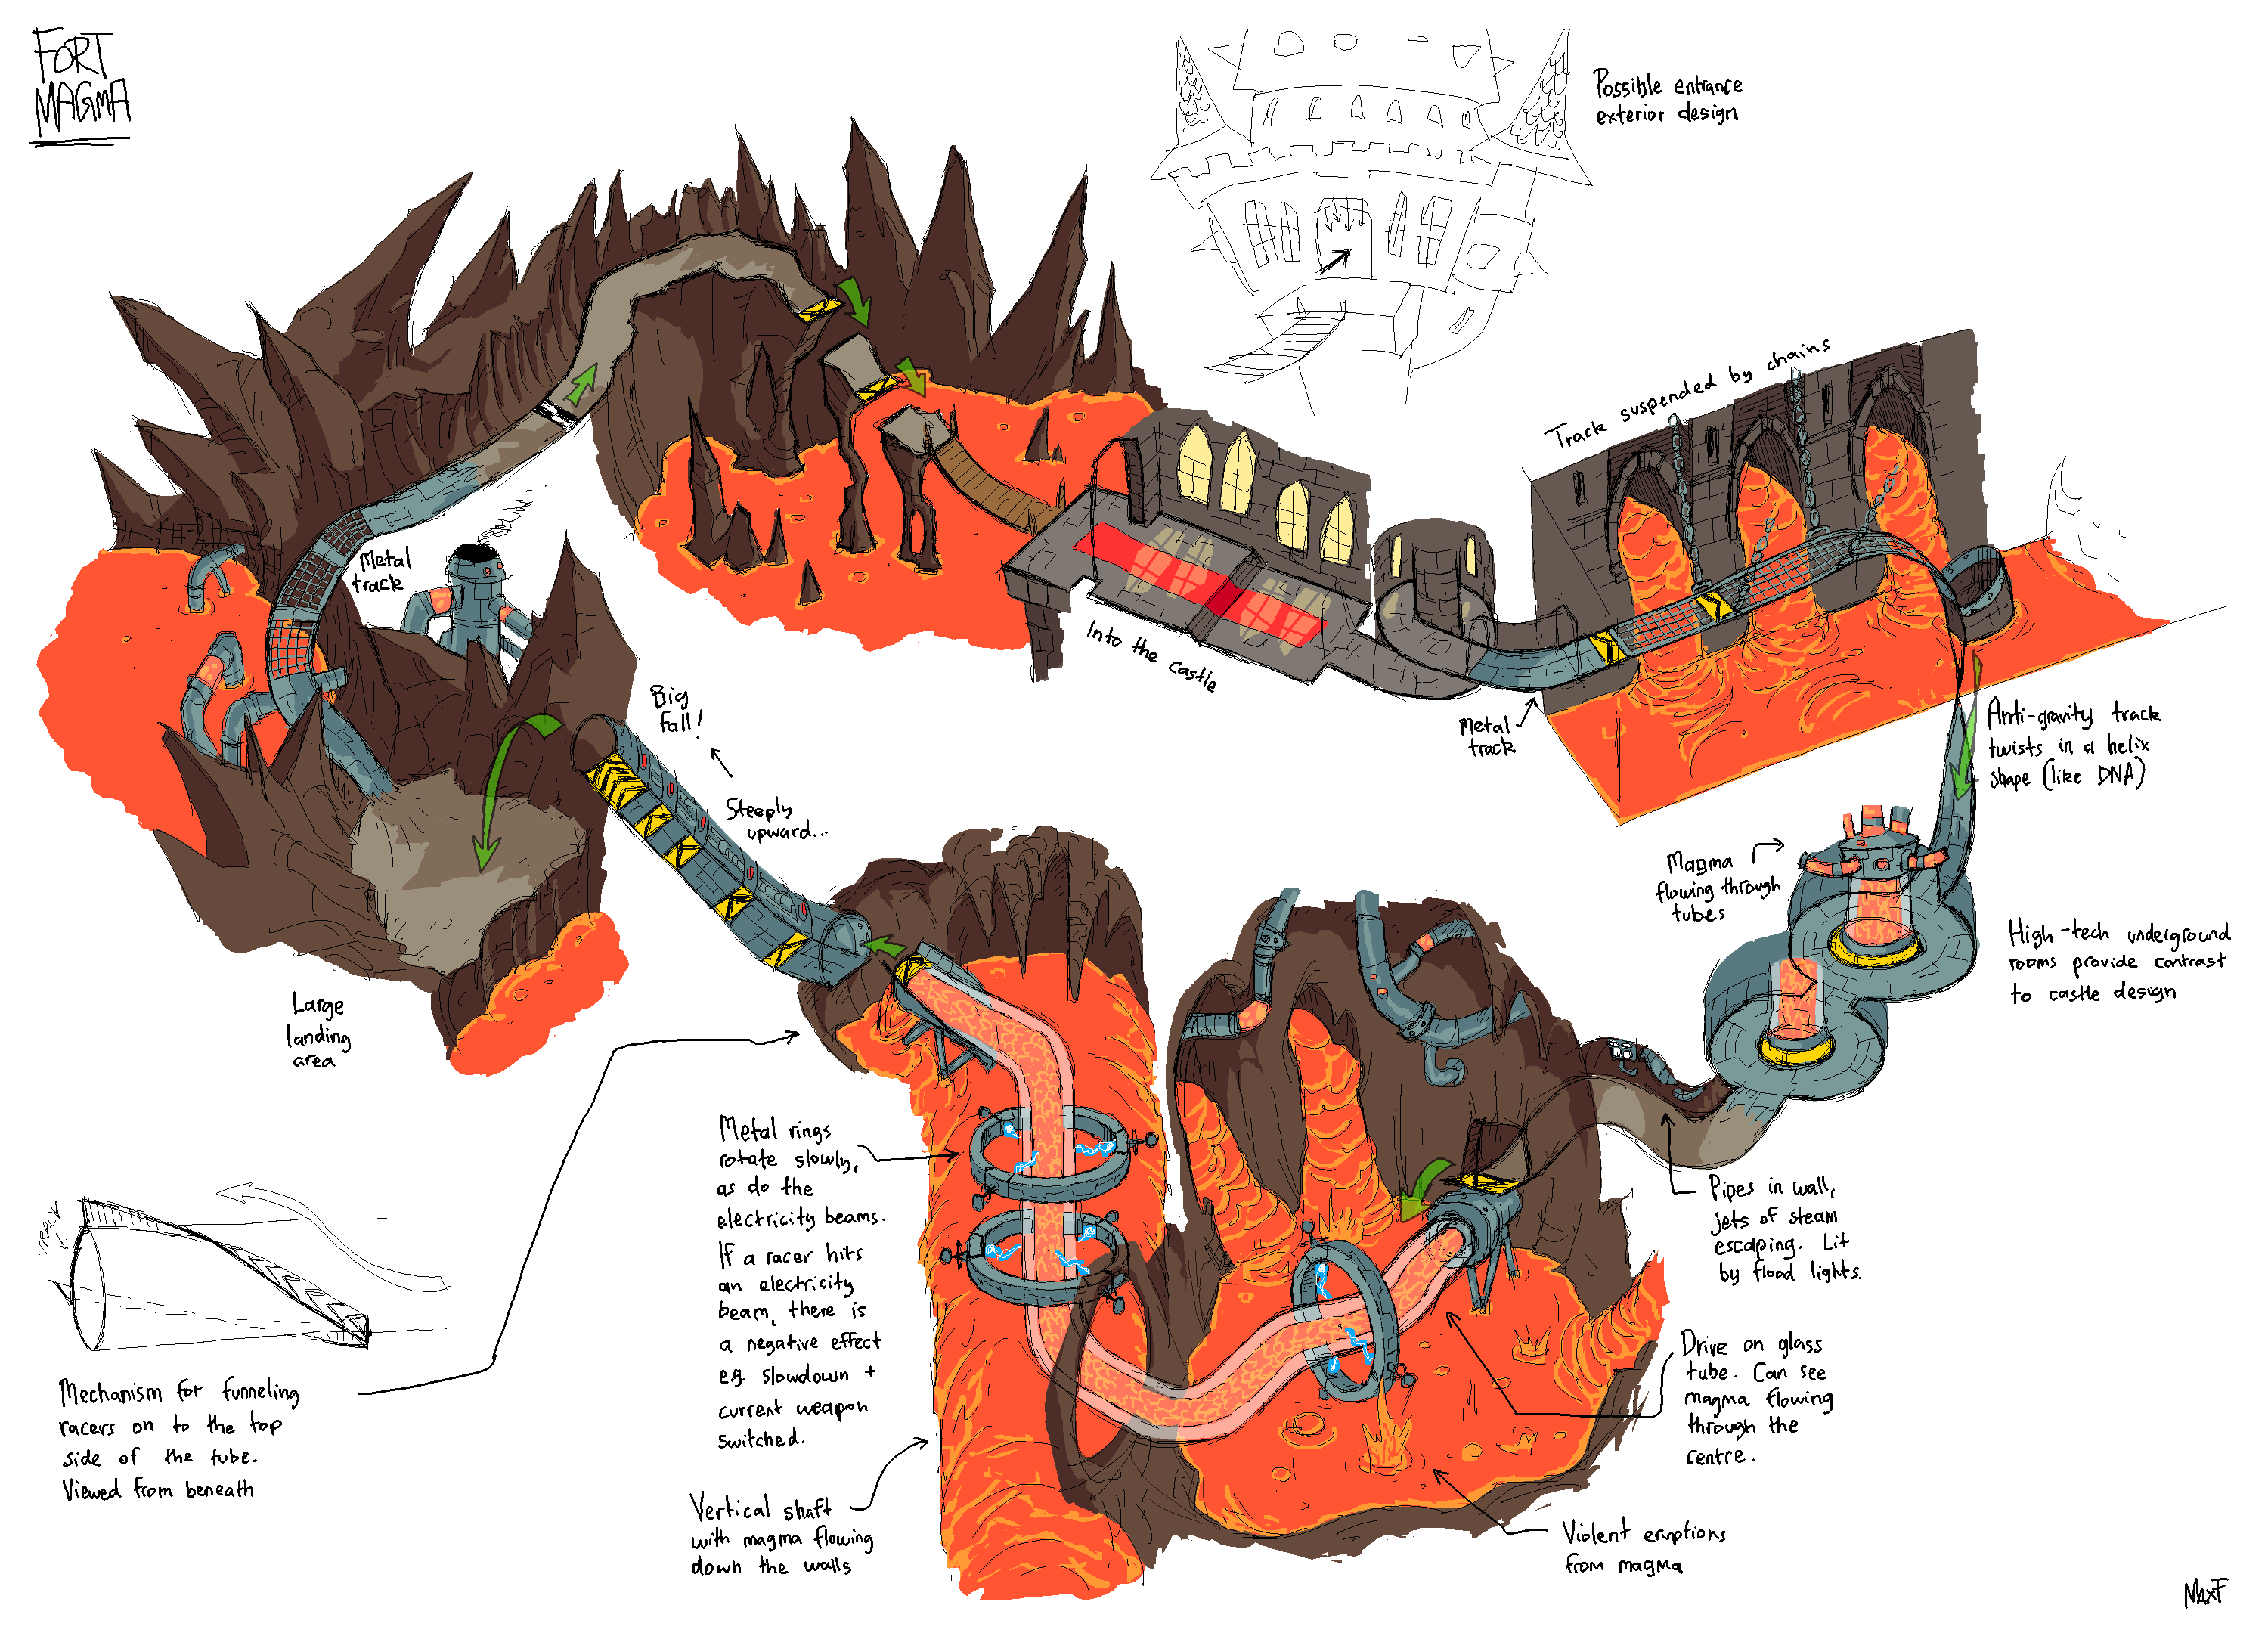 FORT
MAGMA
Possible entrance
exterior design
Track suspended by chains
Metal
track
Into the castle
Metal
track
Big
fall!
Steeply
upward...
Anti-gravity track
twists in a helix
shape (like DNA)
Magma
flowing through
tubes
High-tech underground
rooms provide contrast
to castle design
Large
landing
area
Metal rings
rotate slowly,
as do the
electricity beams.
If a racer hits
an electricity
beam, there is
a negative effect
e.g. slowdown +
current weapon
switched.
Pipes in wall,
jets of steam
escaping. Lit
by flood lights.
TRACK
Drive on glass
tube. Can see
magma flowing
through the
centre.
Mechanism for funneling
racers on to the top
side of the tube.
Viewed from beneath
Vertical shaft
with magma flowing
down the walls
Violent eruptions
from magma
MaxF